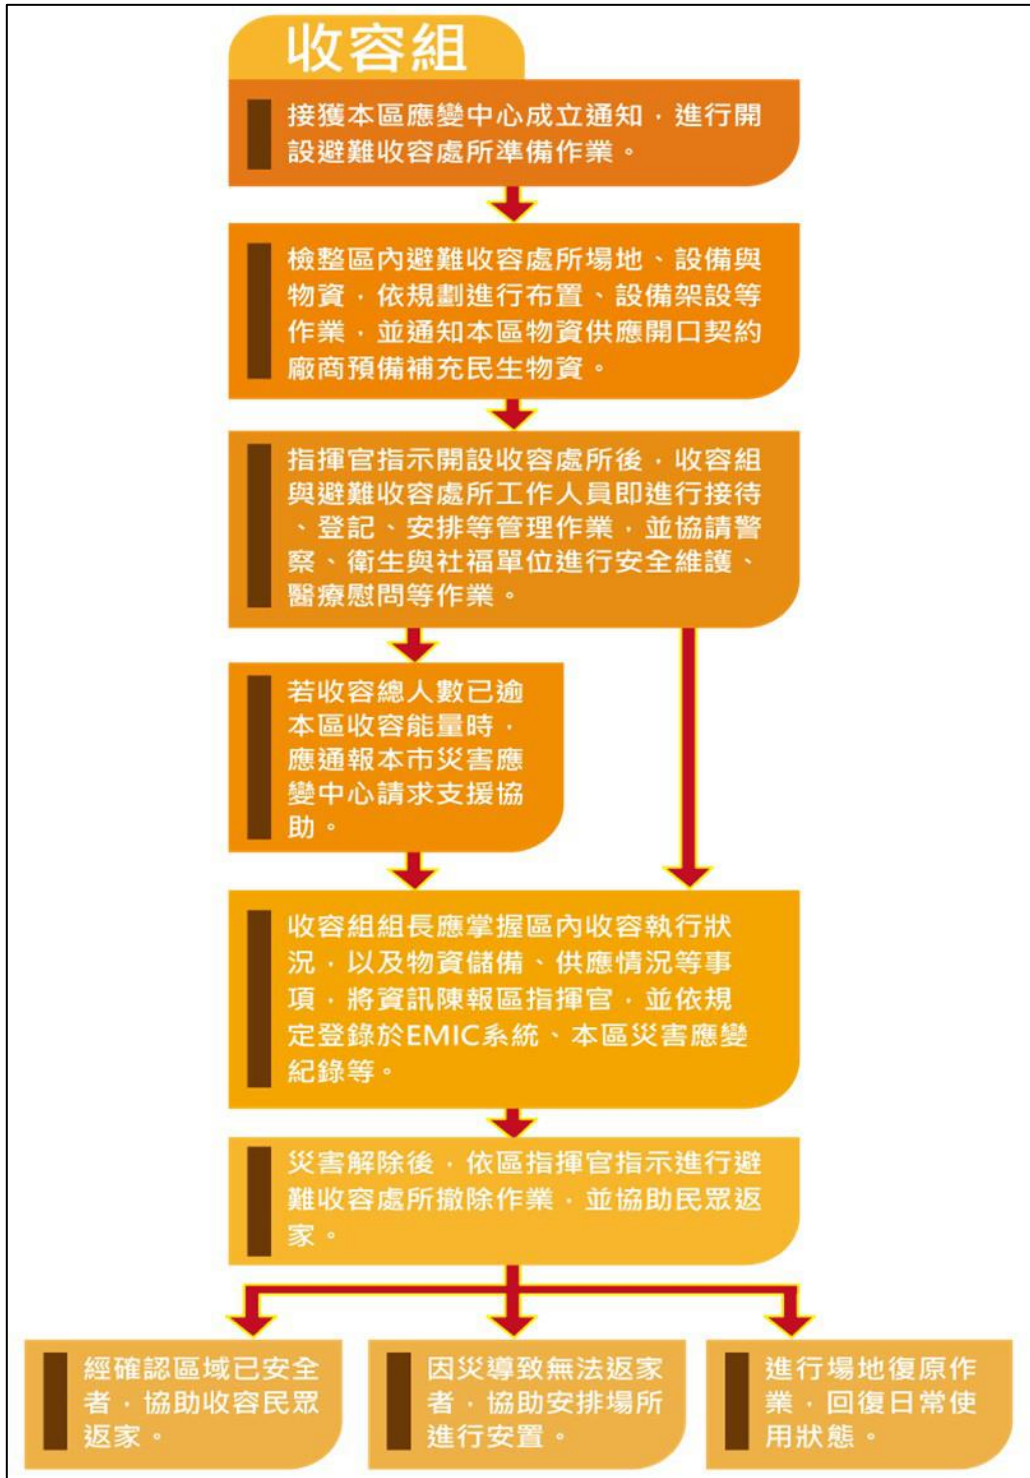 收容組
接獲本區應變中心成立通知，進行開
設避難收容處所準備作業。
檢整區內避難收容處所場地、設備與
物資，依規劃進行布置、設備架設等
作業，並通知本區物資供應開口契約
廠商預備補充民生物資。
指揮官指示開設收容處所後，收容組
與避難收容處所工作人員即進行接待
、登記、安排等管理作業，並協請警
察、衛生與社福單位進行安全維護、
醫療慰問等作業。
若收容總人數已逾
本區收容能量時，
應通報本市災害應
變中心請求支援協
助。
收容組組長應掌握區內收容執行狀
況，以及物資儲備、供應情況等事
項，將資訊陳報區指揮官，並依規
定登錄於EMIC系統、本區災害應變
紀錄等。
災害解除後，依區指揮官指示進行避
難收容處所撤除作業，並協助民眾返
家。
經確認區域已安全
者，協助收容民眾
返家。
因災導致無法返家
者，協助安排場所
進行安置。
進行場地復原作
業，回復日常使
用狀態。